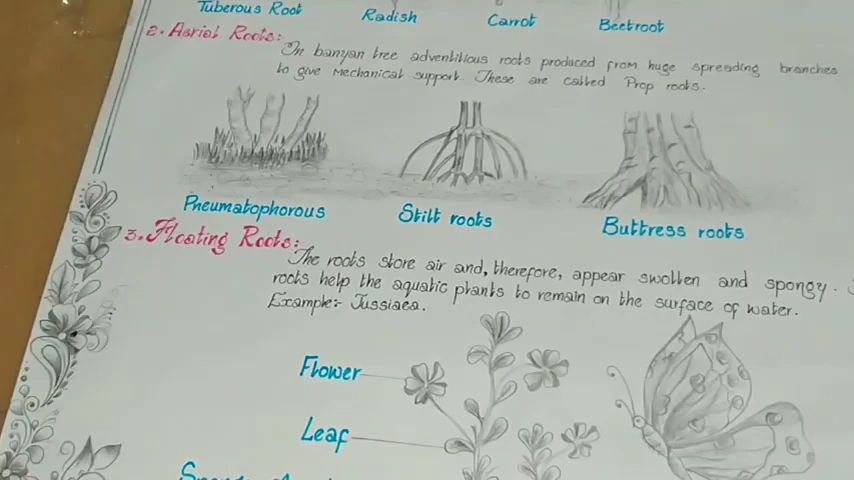 Tuberous Root Radish Carrot Beetroot
2. Aerial Roots:
In banyan tree adventitious roots produced from huge spreading branches
to give mechanical support. These are called Prop roots.
Pneumatophorous Stilt roots Buttress roots
3. Floating Roots:
The roots store air and, therefore, appear swollen and spongy.
roots help the aquatic plants to remain on the surface of water.
Example:- Jussiaea.
Flower
Leaf